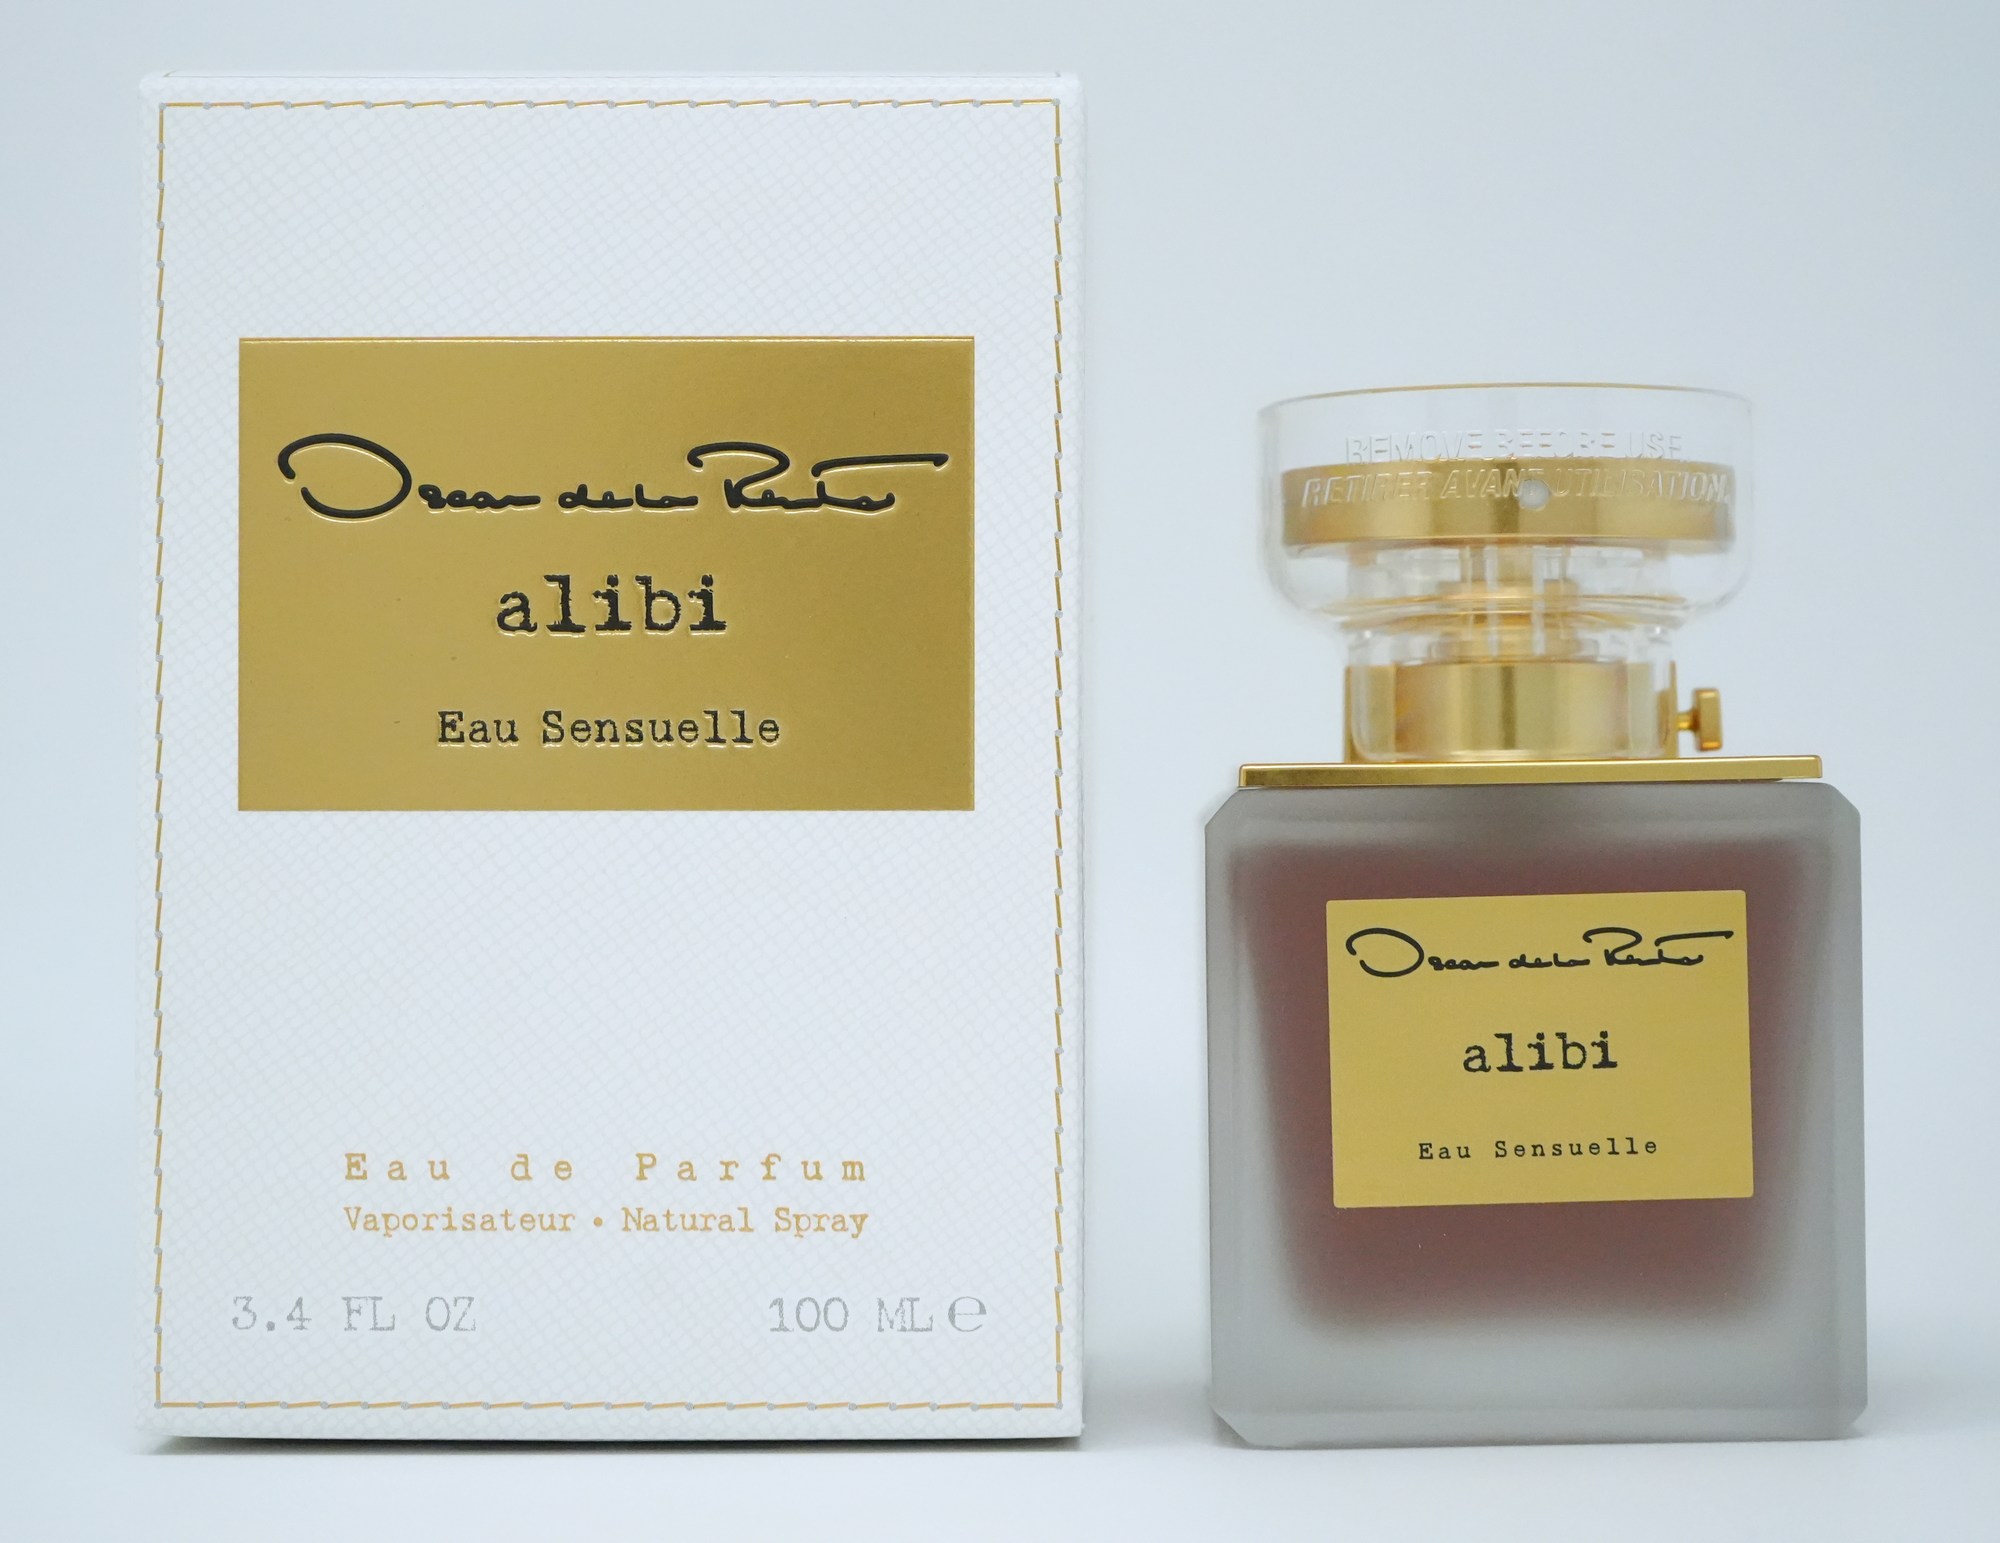 Oscar de la Renta
alibi
Eau Sensuelle
Eau de Parfum
Vaporisateur • Natural Spray
3.4 FL OZ 100 ML ℮
REMOVE BEFORE USE.
RETIRER AVANT UTILISATION.
Oscar de la Renta
alibi
Eau Sensuelle